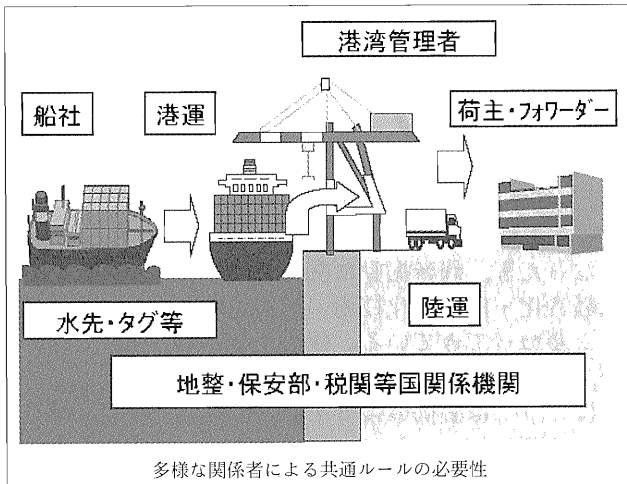 港湾管理者
船社
港運
荷主・フォワーダー
水先・タグ等
陸運
地整・保安部・税関等国関係機関
多様な関係者による共通ルールの必要性